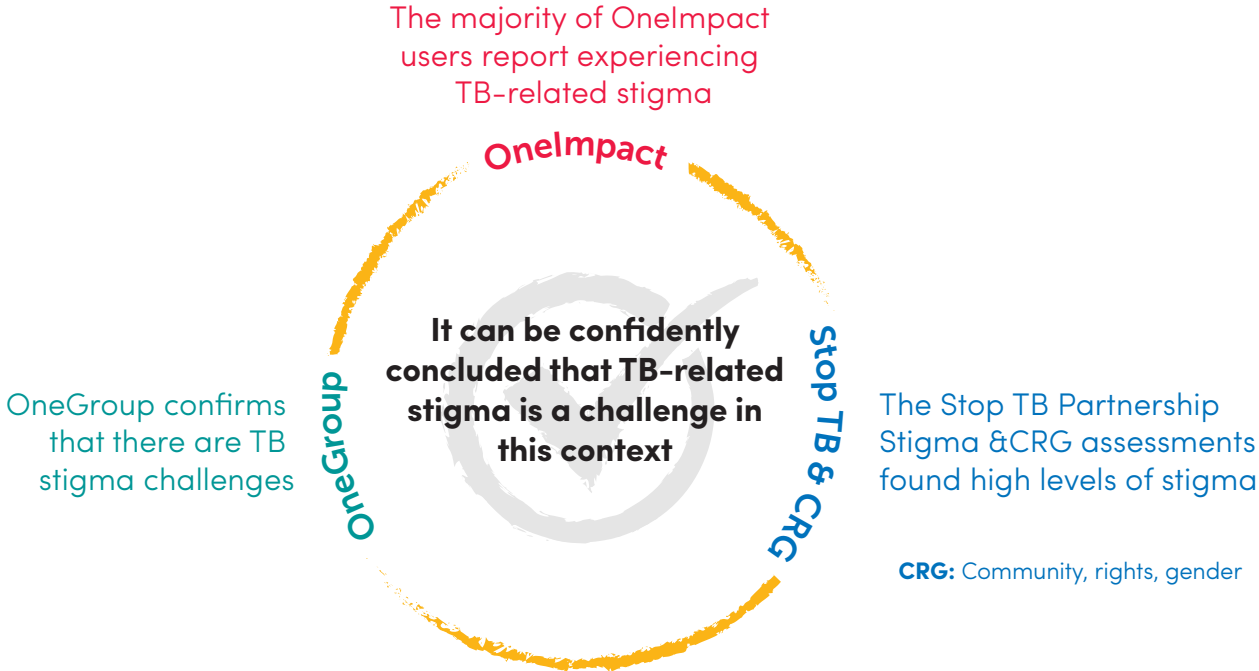 The majority of OneImpact
users report experiencing
TB-related stigma
OneImpact
It can be confidently
concluded that TB-related
stigma is a challenge in
this context
OneGroup confirms
that there are TB
stigma challenges
OneGroup
Stop TB & CRG
The Stop TB Partnership
Stigma &CRG assessments
found high levels of stigma
CRG: Community, rights, gender